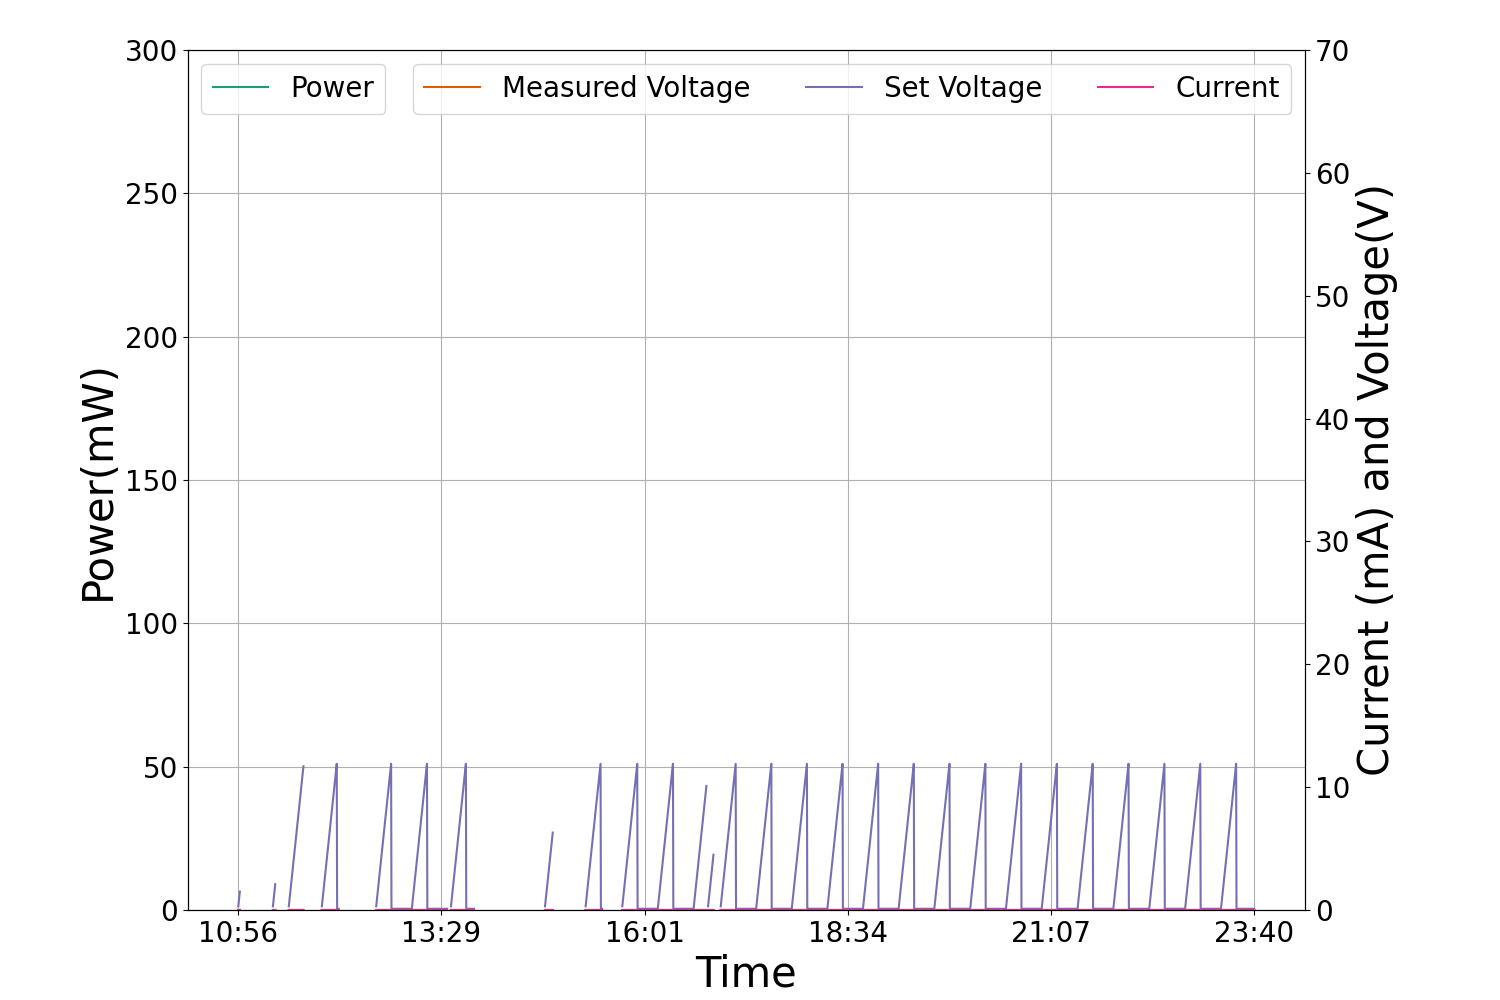 Power
Measured Voltage
Set Voltage
Current
300
250
200
150
100
50
0
Power(mW)
70
60
50
40
30
20
10
0
Current (mA) and Voltage(V)
10:56 13:29 16:01 18:34 21:07 23:40
Time